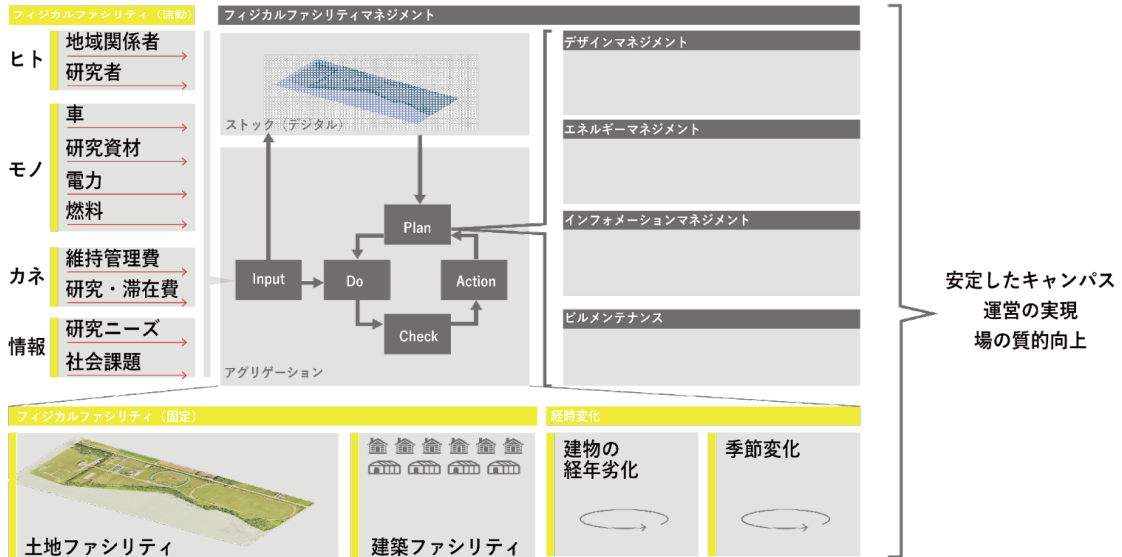 フィジカルファシリティ（流動）
ヒト
地域関係者
研究者
モノ
車
研究資材
電力
燃料
カネ
維持管理費
研究・滞在費
情報
研究ニーズ
社会課題
フィジカルファシリティマネジメント
ストック（デジタル）
Input
Plan
Do
Action
Check
アグリゲーション
デザインマネジメント
エネルギーマネジメント
インフォメーションマネジメント
ビルメンテナンス
安定したキャンパス
運営の実現
場の質的向上
フィジカルファシリティ（固定）
土地ファシリティ
建築ファシリティ
経時変化
建物の
経年劣化
季節変化